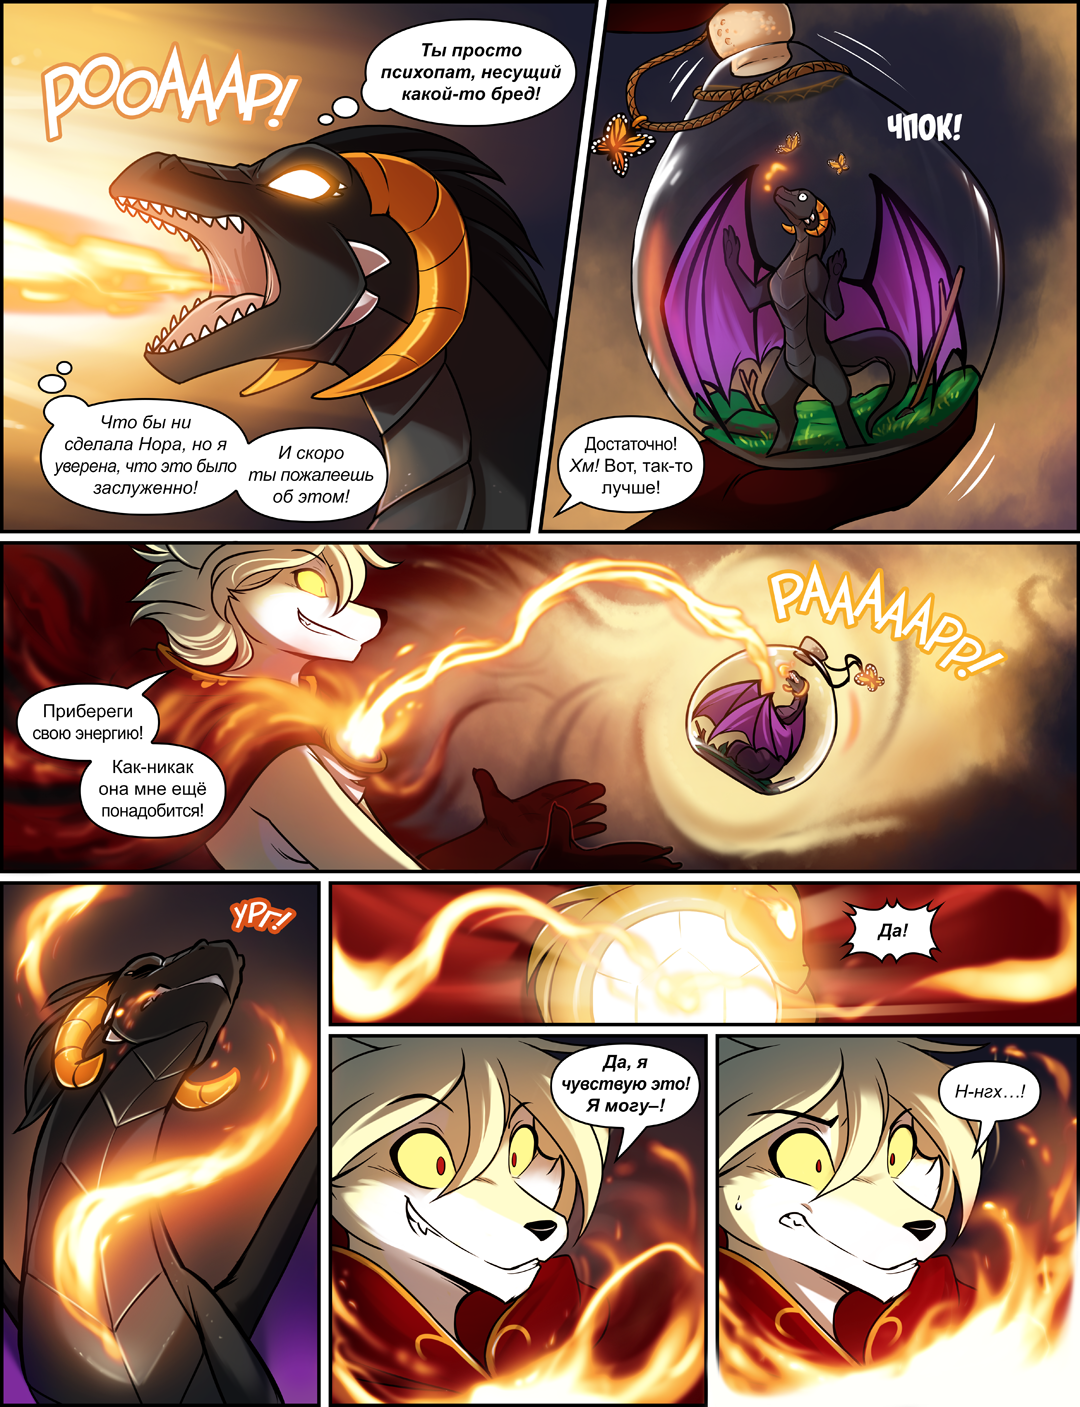 РООАААР!
Ты просто
психопат, несущий
какой-то бред!
Что бы ни
сделала Нора, но я
уверена, что это было
заслуженно!
И скоро
ты пожалеешь
об этом!
ЧПОК!
Достаточно!
Хм! Вот, так-то
лучше!
РАААААРР!
Прибереги
свою энергию!
Как-никак
она мне ещё
понадобится!
УРГ!
Да!
Да, я
чувствую это!
Я могу–!
Н-нгх...!